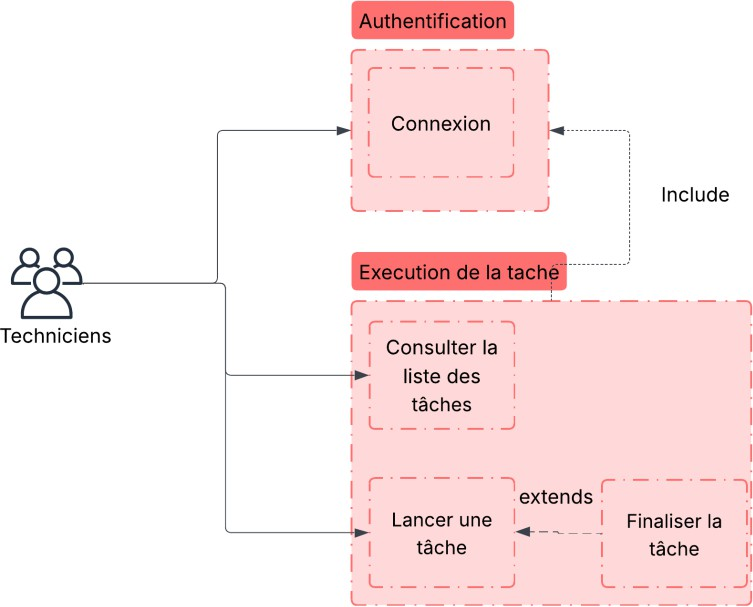 Authentification
Connexion
Include
Execution de la tache
Techniciens
Consulter la
liste des
tâches
extends
Lancer une
tâche
Finaliser la
tâche